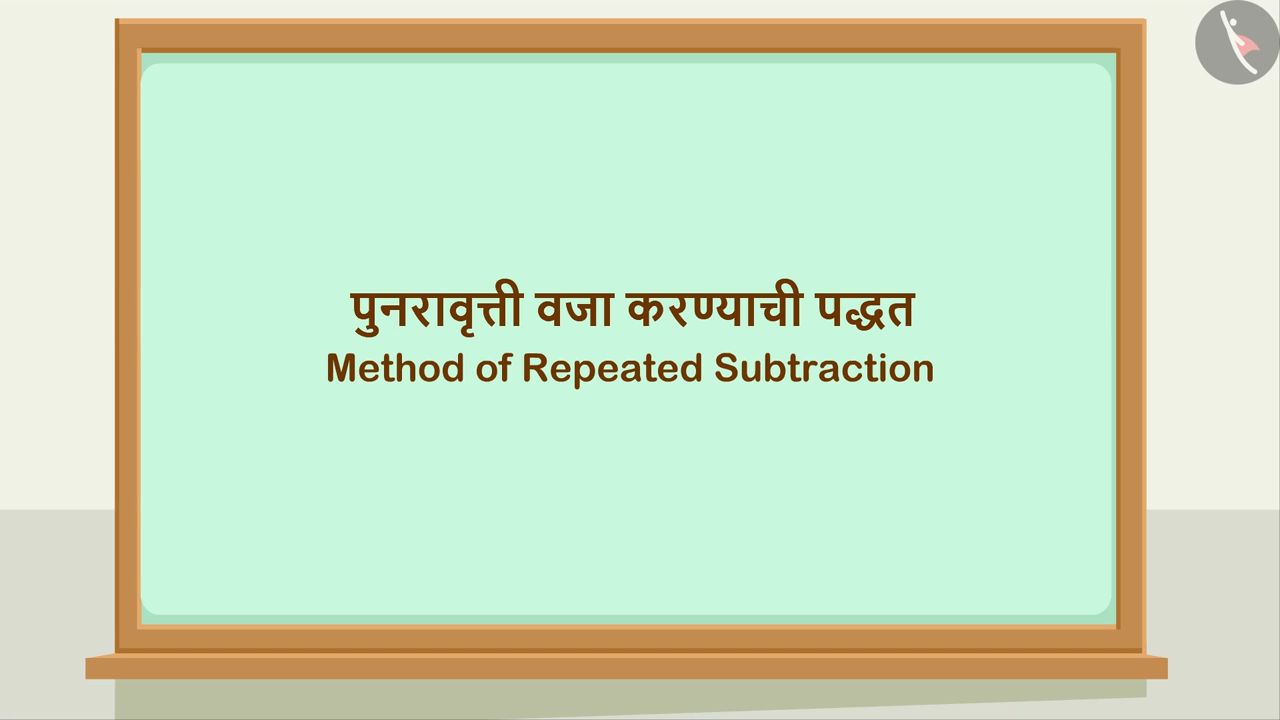 पुनरावृत्ती वजा करण्याची पद्धत
Method of Repeated Subtraction